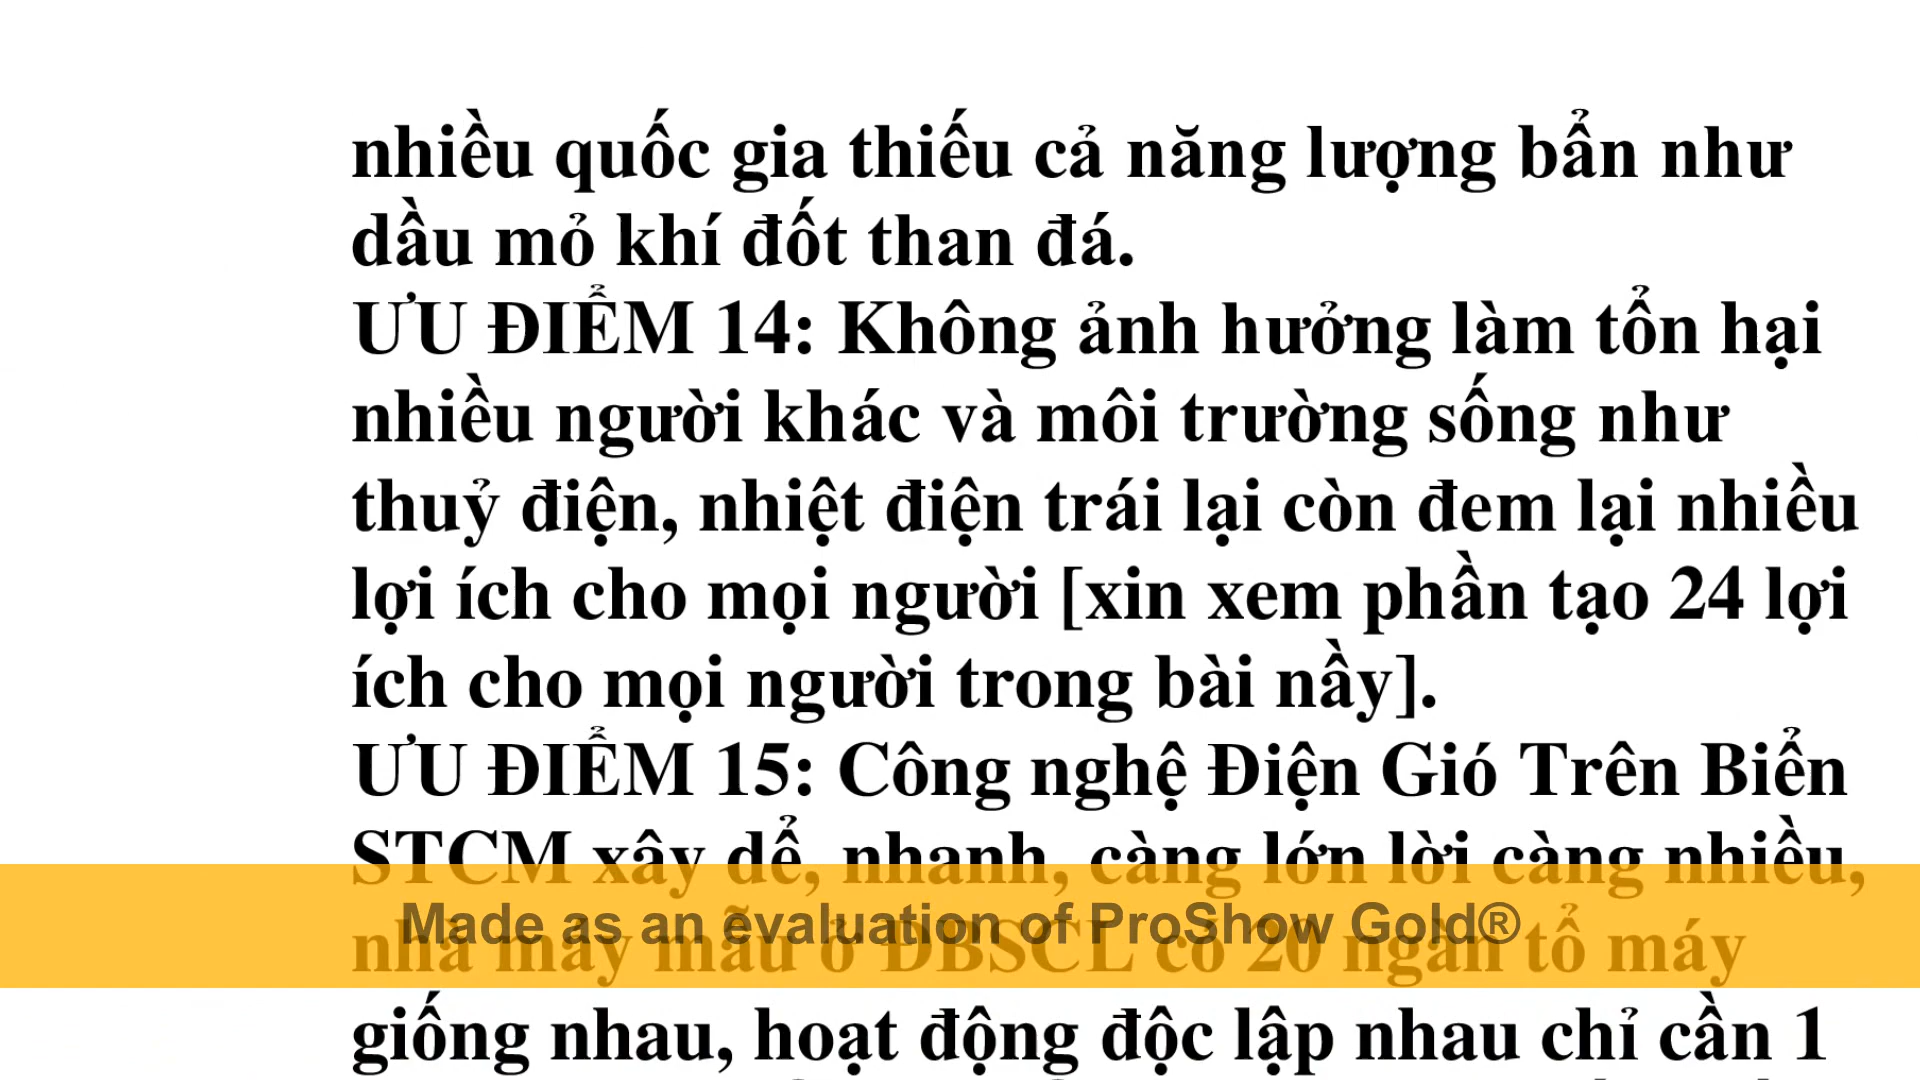 nhiều quốc gia thiếu cả năng lượng bẩn như
dầu mỏ khí đốt than đá.
ƯU ĐIỂM 14: Không ảnh hưởng làm tổn hại
nhiều người khác và môi trường sống như
thuỷ điện, nhiệt điện trái lại còn đem lại nhiều
lợi ích cho mọi người [xin xem phần tạo 24 lợi
ích cho mọi người trong bài nầy].
ƯU ĐIỂM 15: Công nghệ Điện Gió Trên Biển
STCM xây dể, nhanh, càng lớn lời càng nhiều,
Made as an evaluation of ProShow Gold®
nhà máy mẫu ở ĐBSCL có 20 ngàn tổ máy
giống nhau, hoạt động độc lập nhau chỉ cần 1